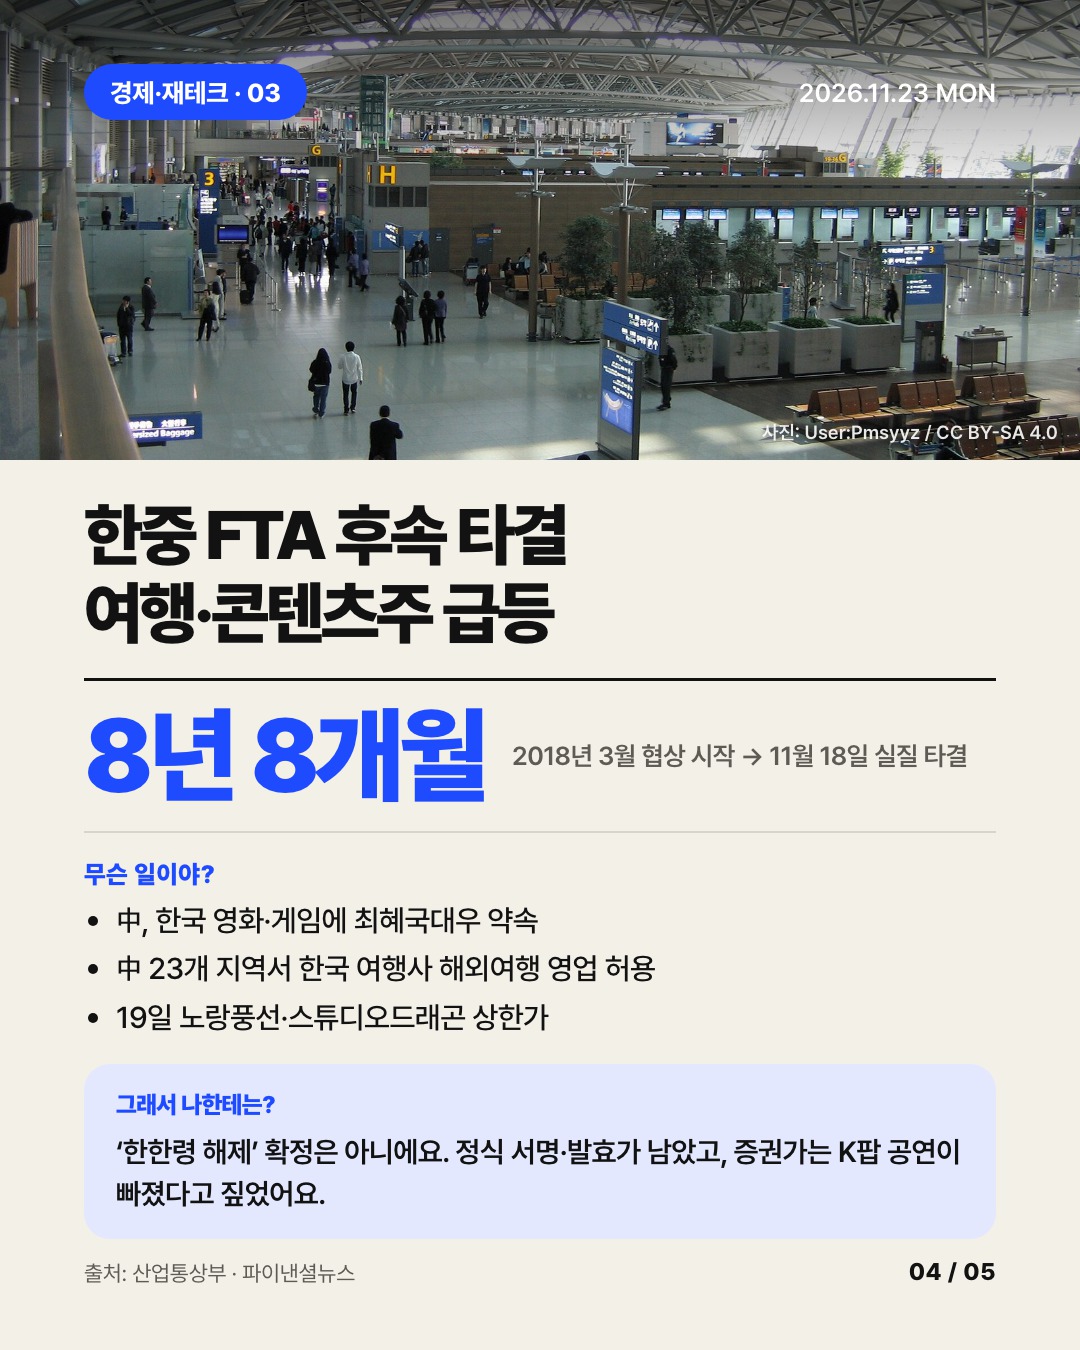 경제·재테크 · 03
2026.11.23 MON
G
3
H
사진: User:Pmsyyz / CC BY-SA 4.0
한중 FTA 후속 타결
여행·콘텐츠주 급등
8년 8개월
2018년 3월 협상 시작 → 11월 18일 실질 타결
무슨 일이야?
• 中, 한국 영화·게임에 최혜국대우 약속
• 中 23개 지역서 한국 여행사 해외여행 영업 허용
• 19일 노랑풍선·스튜디오드래곤 상한가
그래서 나한테는?
‘한한령 해제’ 확정은 아니에요. 정식 서명·발효가 남았고, 증권가는 K팝 공연이
빠졌다고 짚었어요.
출처: 산업통상부 · 파이낸셜뉴스
04 / 05